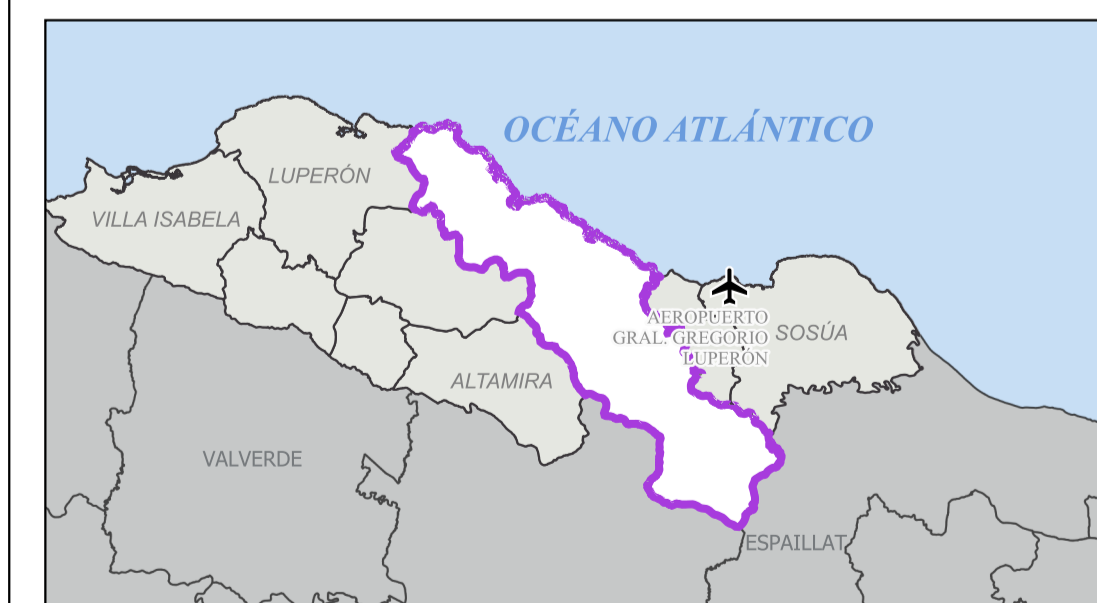 OCÉANO ATLÁNTICO
LUPERÓN
VILLA ISABELA
AEROPUERTO
GRAL. GREGORIO
LUPERÓN
SOSÚA
ALTAMIRA
VALVERDE
ESPAILLAT